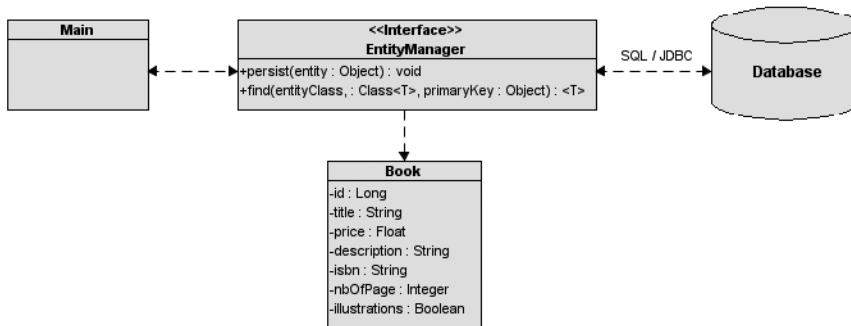 Main
<<Interface>>
EntityManager
+persist(entity : Object) : void
+find(entityClass, : Class<T>, primaryKey : Object) : <T>
SQL / JDBC
Database
Book
-id : Long
-title : String
-price : Float
-description : String
-isbn : String
-nbOfPage : Integer
-illustrations : Boolean